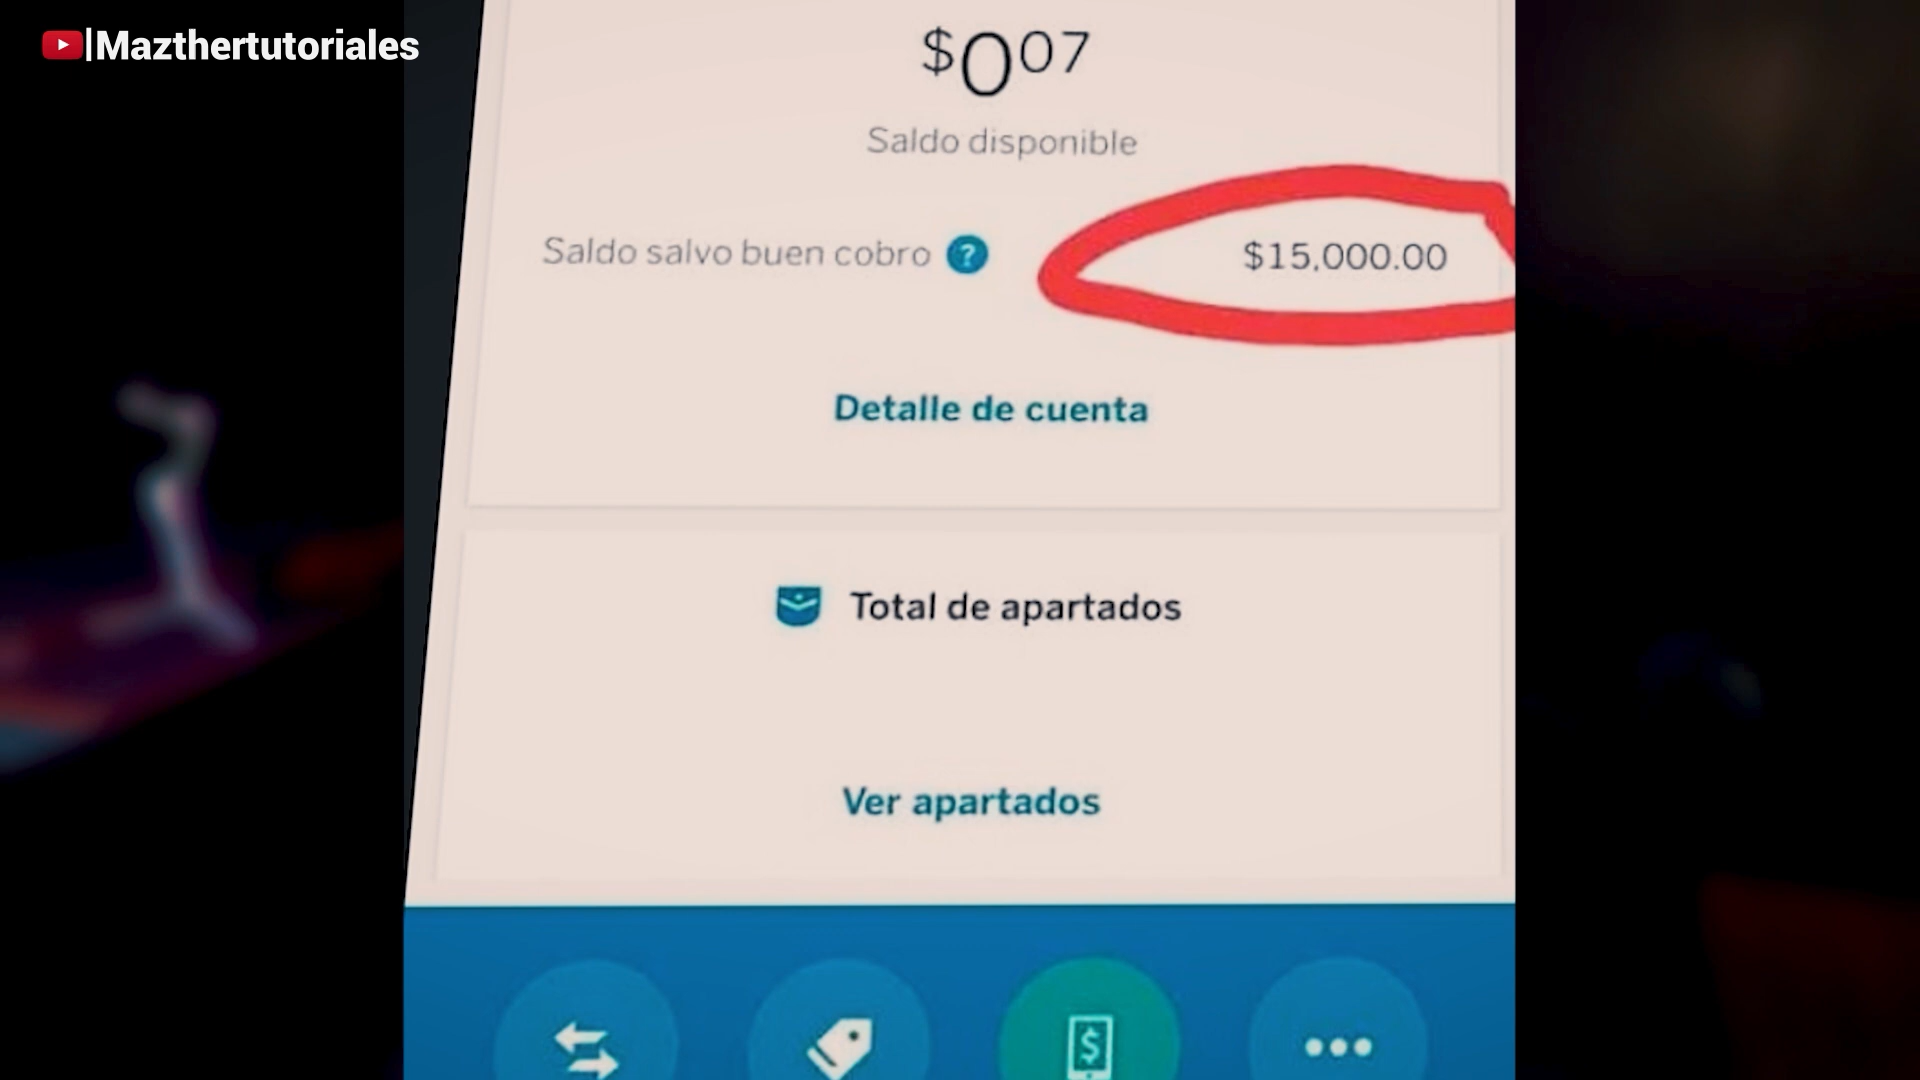 |Mazthertutoriales
$0.07
Saldo disponible
Saldo salvo buen cobro ? $15,000.00
Detalle de cuenta
Total de apartados
Ver apartados
$